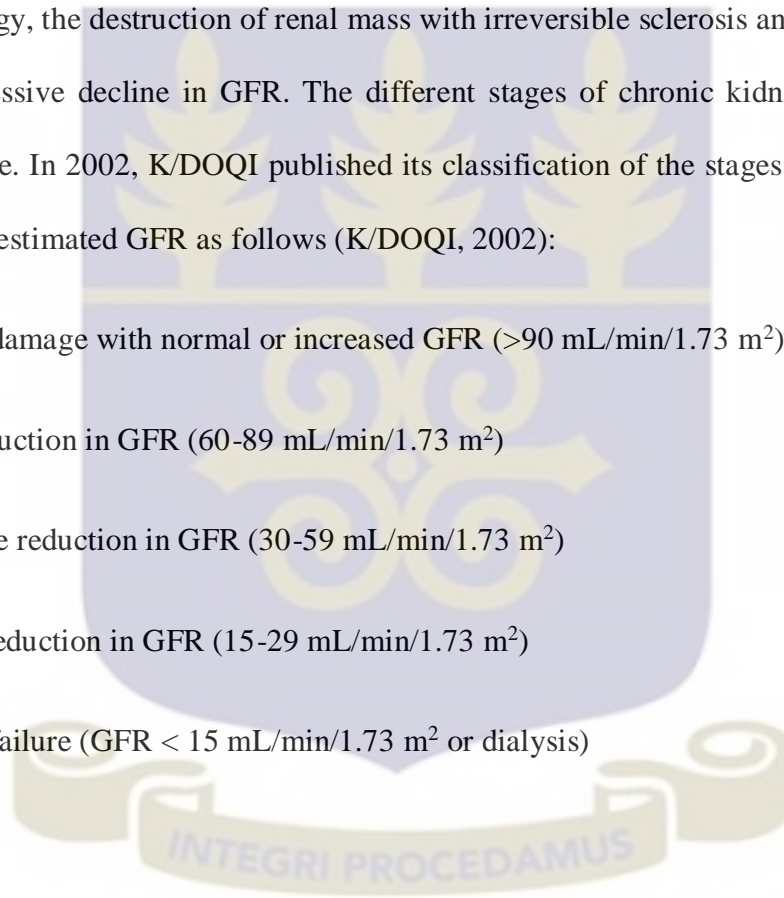 gy, the destruction of renal mass with irreversible sclerosis an
essive decline in GFR. The different stages of chronic kidn
e. In 2002, K/DOQI published its classification of the stages
estimated GFR as follows (K/DOQI, 2002):
damage with normal or increased GFR (>90 mL/min/1.73 m²)
uction in GFR (60-89 mL/min/1.73 m²)
e reduction in GFR (30-59 mL/min/1.73 m²)
eduction in GFR (15-29 mL/min/1.73 m²)
ailure (GFR < 15 mL/min/1.73 m² or dialysis)
INTEGRI PROCEDAMUS